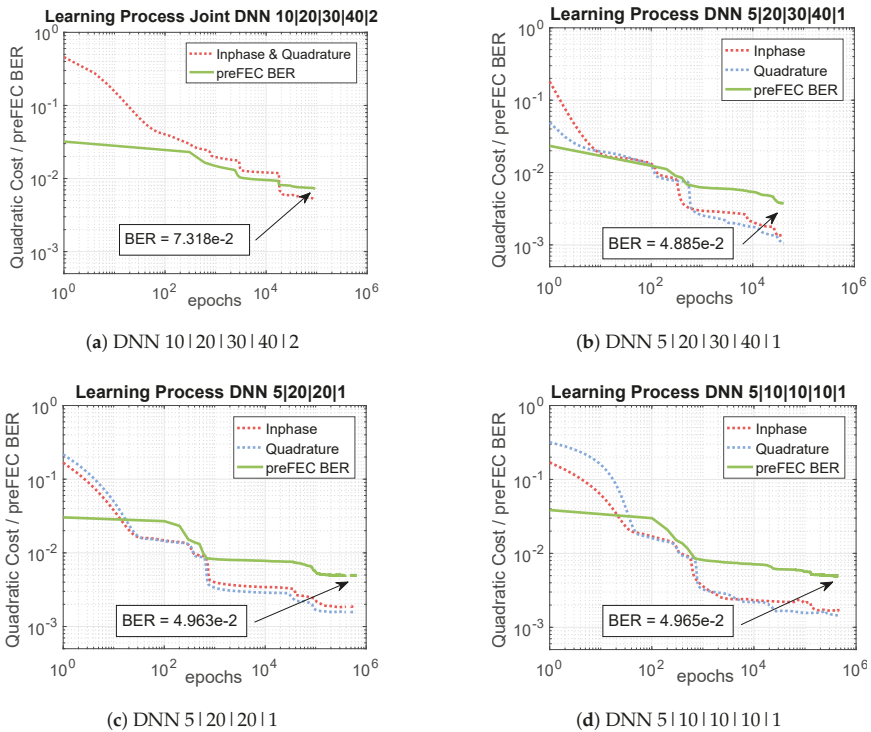 Learning Process Joint DNN 10|20|30|40|2
Quadratic Cost / preFEC BER
10^0
10^-1
10^-2
10^-3
Inphase & Quadrature
preFEC BER
BER = 7.318e-2
10^0 10^2 10^4 10^6
epochs
(a) DNN 10|20|30|40|2
Learning Process DNN 5|20|30|40|1
Quadratic Cost / preFEC BER
10^0
10^-1
10^-2
10^-3
Inphase
Quadrature
preFEC BER
BER = 4.885e-2
10^0 10^2 10^4 10^6
epochs
(b) DNN 5|20|30|40|1
Learning Process DNN 5|20|20|1
Quadratic Cost / preFEC BER
10^0
10^-1
10^-2
10^-3
Inphase
Quadrature
preFEC BER
BER = 4.963e-2
10^0 10^2 10^4 10^6
epochs
(c) DNN 5|20|20|1
Learning Process DNN 5|10|10|10|1
Quadratic Cost / preFEC BER
10^0
10^-1
10^-2
10^-3
Inphase
Quadrature
preFEC BER
BER = 4.965e-2
10^0 10^2 10^4 10^6
epochs
(d) DNN 5|10|10|10|1